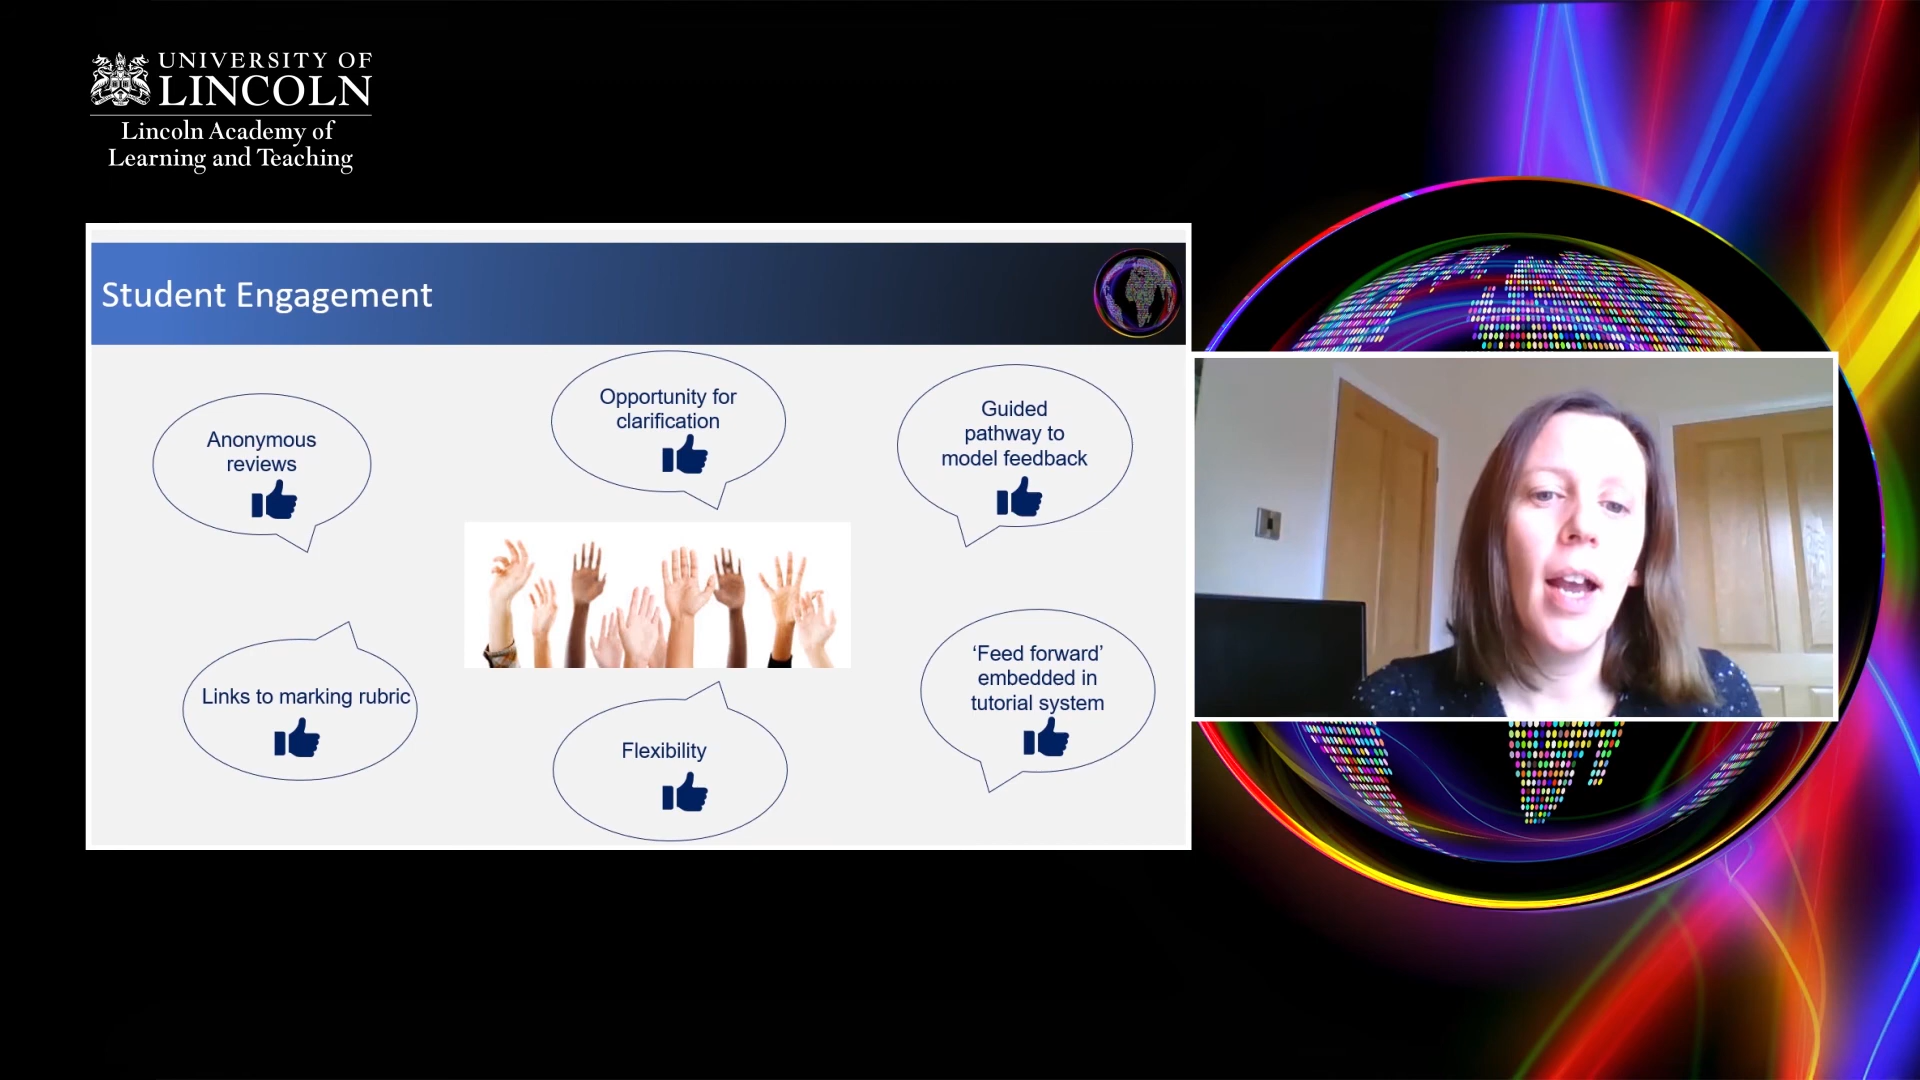 UNIVERSITY OF
LINCOLN
Lincoln Academy of
Learning and Teaching
Student Engagement
Anonymous
reviews
Opportunity for
clarification
Guided
pathway to
model feedback
Links to marking rubric
Flexibility
‘Feed forward’
embedded in
tutorial system